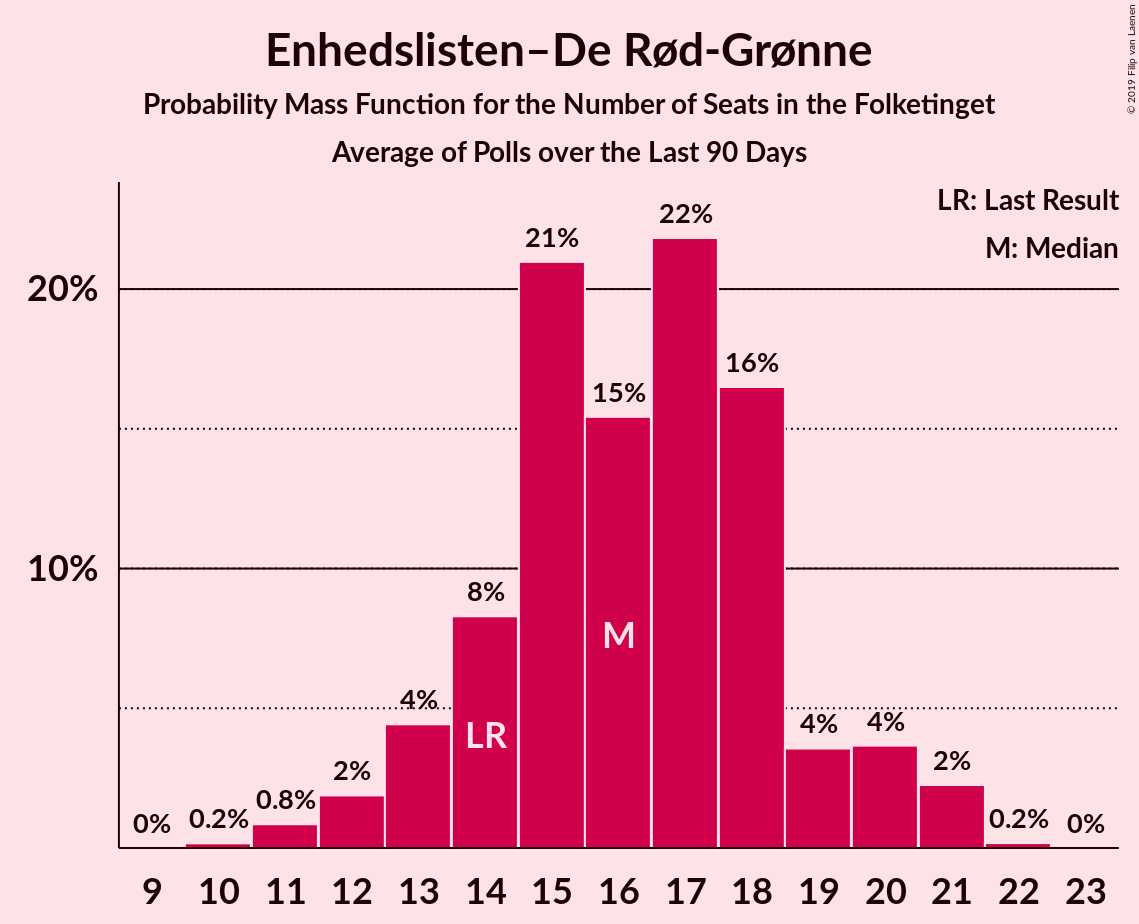 Enhedslisten–De Rød-Grønne
Probability Mass Function for the Number of Seats in the Folketinget
Average of Polls over the Last 90 Days
© 2019 Filip van Laenen
LR: Last Result
M: Median
20%
10%
0%
0.2%
0.8%
2%
4%
8%
21%
15%
22%
16%
4%
4%
2%
0.2%
0%
LR
M
9 10 11 12 13 14 15 16 17 18 19 20 21 22 23